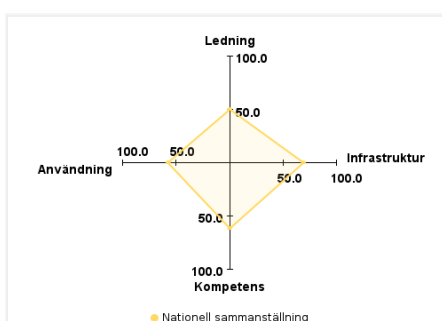 Ledning
100.0
50.0
100.0 50.0
Infrastruktur
Användning
50.0 100.0
50.0
100.0
Kompetens
Nationell sammanställning